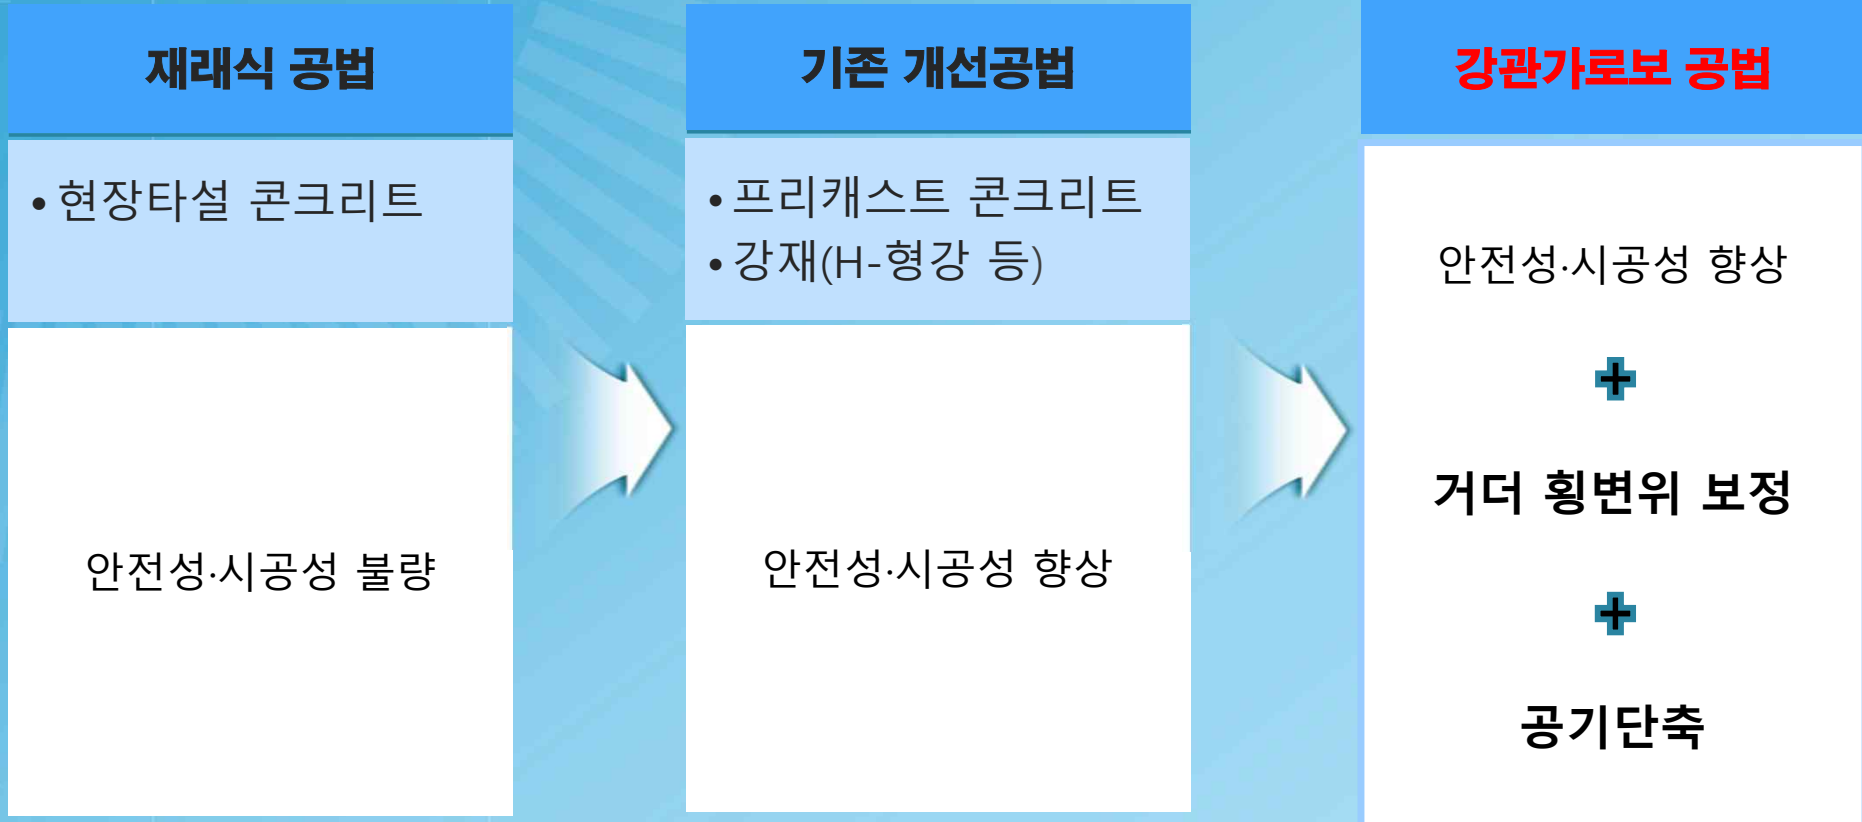 재래식 공법
• 현장타설 콘크리트
안전성·시공성 불량
기존 개선공법
• 프리캐스트 콘크리트
• 강재(H-형강 등)
안전성·시공성 향상
강관가로보 공법
안전성·시공성 향상
+
거더 횡변위 보정
+
공기단축